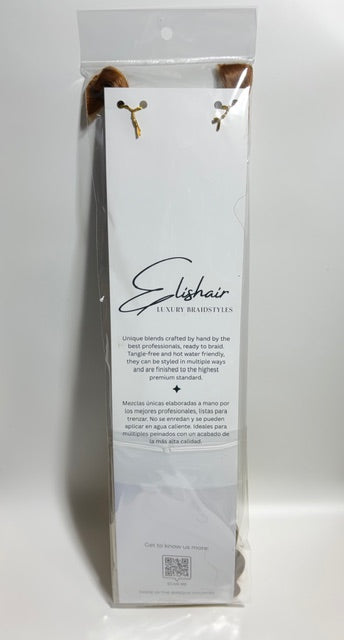 Elishair
LUXURY BRAIDSTYLES
Unique blends crafted by hand by the
best professionals, ready to braid.
Tangle-free and hot water friendly,
they can be styled in multiple ways
and are finished to the highest
premium standard.
Mezclas únicas elaboradas a mano por
los mejores profesionales, listas para
trenzar. No se enredan y se pueden
aplicar en agua caliente. Ideales para
múltiples peinados con un acabado de
la más alta calidad.
Get to know us more:
SCAN ME